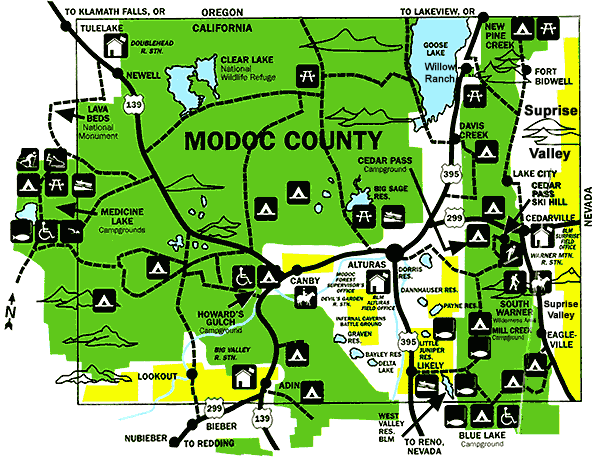 TO KLAMATH FALLS, OR
OREGON
TO LAKEVIEW, OR
CALIFORNIA
TULELAKE
DOUBLEHEAD
R. STN.
NEWELL
CLEAR LAKE
National
Wildlife Refuge
GOOSE
LAKE
NEW
PINE
CREEK
Willow
Ranch
FORT
BIDWELL
139
LAVA
BEDS
National
Monument
MODOC COUNTY
DAVIS
CREEK
Suprise
Valley
CEDAR PASS
Campground
395
LAKE CITY
CEDAR
PASS
SKI HILL
BIG SAGE
RES.
299
CEDARVILLE
NEVADA
MEDICINE
LAKE
Campgrounds
BLM
SURPRISE
FIELD
OFFICE
WARNER MTN.
R. STN.
ALTURAS
DORRIS
RES.
CANBY
MODOC
FOREST
SUPERVISOR'S
OFFICE
DEVIL'S GARDEN
R. STN.
BLM
ALTURAS
FIELD OFFICE
DANNHAUSER RES.
PAYNE RES.
SOUTH
WARNER
Wilderness Area
Suprise
Valley
N
HOWARD'S
GULCH
Campground
INFERNAL CAVERNS
BATTLE GROUND
GRAVEN
RES.
MILL CREEK
Campground
EAGLE-
VILLE
395
LITTLE
JUNIPER
RES.
BIG VALLEY
R. STN.
BAYLEY RES.
DELTA
LAKE
LIKELY
LOOKOUT
ADIN
299
BIEBER
139
NUBIEBER
TO REDDING
WEST
VALLEY
RES.
BLM
TO RENO,
NEVADA
BLUE LAKE
Campground